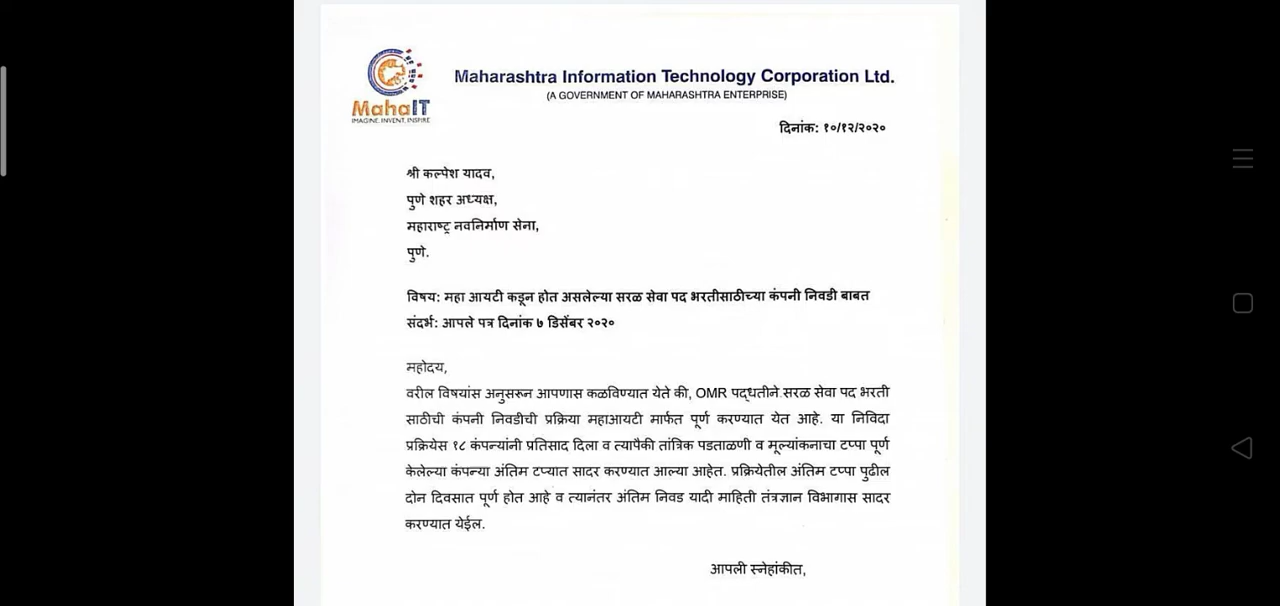 MahaIT
IMAGINE. INVENT. INSPIRE
Maharashtra Information Technology Corporation Ltd.
(A GOVERNMENT OF MAHARASHTRA ENTERPRISE)
दिनांक: १०/१२/२०२०
श्री कल्पेश यादव,
पुणे शहर अध्यक्ष,
महाराष्ट्र नवनिर्माण सेना,
पुणे.
विषय: महा आयटी कडून होत असलेल्या सरळ सेवा पद भरतीसाठीच्या कंपनी निवडी बाबत
संदर्भ: आपले पत्र दिनांक ७ डिसेंबर २०२०
महोदय,
वरील विषयांस अनुसरून आपणास कळविण्यात येते की, OMR पद्धतीने सरळ सेवा पद भरती
साठीची कंपनी निवडीची प्रक्रिया महाआयटी मार्फत पूर्ण करण्यात येत आहे. या निविदा
प्रक्रियेस १८ कंपन्यांनी प्रतिसाद दिला व त्यापैकी तांत्रिक पडताळणी व मूल्यांकनाचा टप्पा पूर्ण
केलेल्या कंपन्या अंतिम टप्यात सादर करण्यात आल्या आहेत. प्रक्रियेतील अंतिम टप्पा पुढील
दोन दिवसात पूर्ण होत आहे व त्यानंतर अंतिम निवड यादी माहिती तंत्रज्ञान विभागास सादर
करण्यात येईल.
आपली स्नेहांकीत,